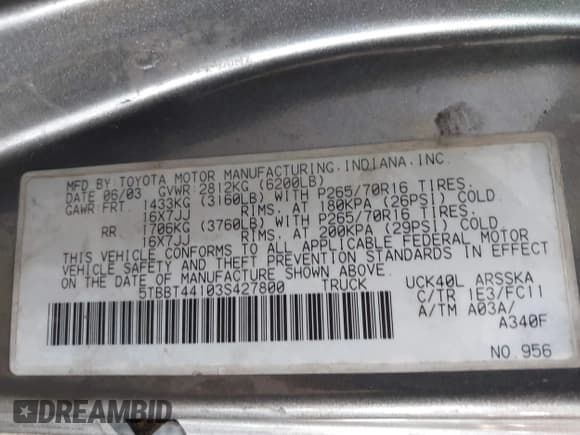 MFD BY TOYOTA MOTOR MANUFACTURING, INDIANA, INC.
DATE 06/03 GVWR 2812KG (6200LB)
GAWR:FRT. 1433KG (3160LB) WITH P265/70R16 TIRES.
16X7JJ RIMS. AT 180KPA (26PSI) COLD
RR. 1706KG (3760LB) WITH P265/70R16 TIRES.
16X7JJ RIMS. AT 200KPA (29PSI) COLD
THIS VEHICLE CONFORMS TO ALL APPLICABLE FEDERAL MOTOR
VEHICLE SAFETY AND THEFT PREVENTION STANDARDS IN EFFECT
ON THE DATE OF MANUFACTURE SHOWN ABOVE.
5TBBT44103S427800 TRUCK UCK40L ARSSKA
C/TR 1E3/FC11
A/TM A03A/
A340F
NO. 956
DREAMBID